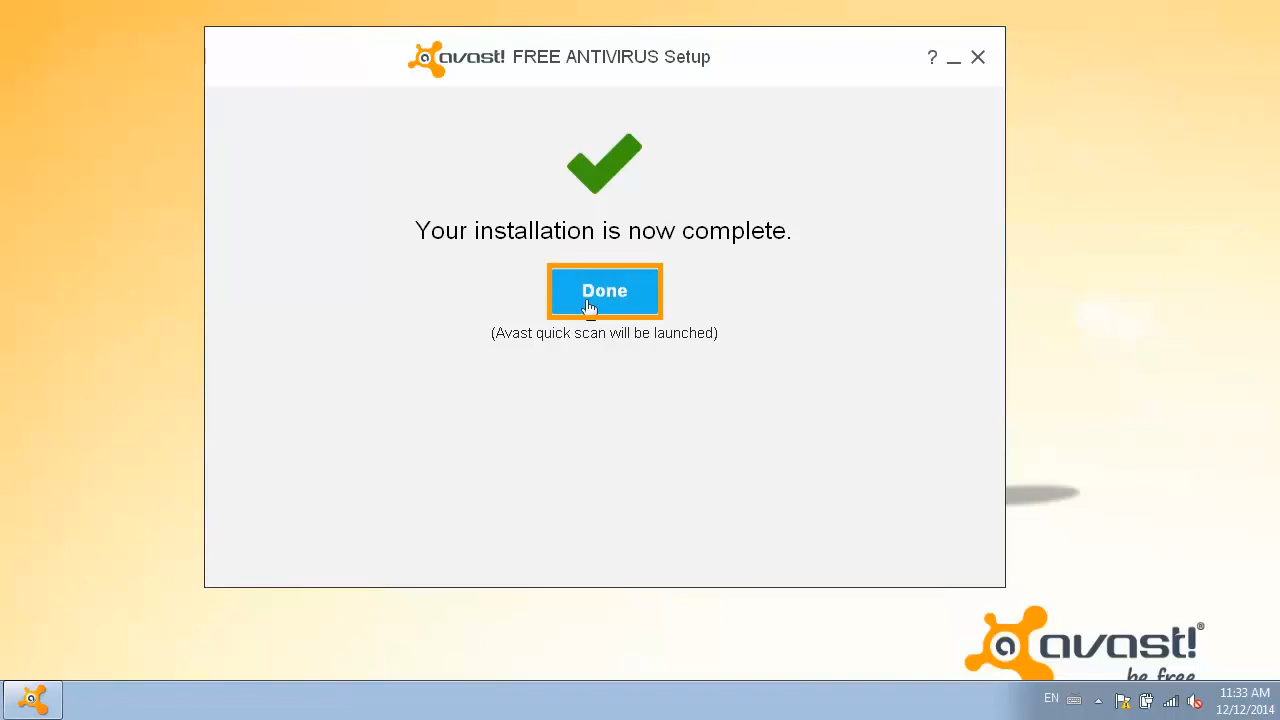 avast! FREE ANTIVIRUS Setup
?
Your installation is now complete.
Done
(Avast quick scan will be launched)
avast!®
be free
EN
11:33 AM
12/12/2014